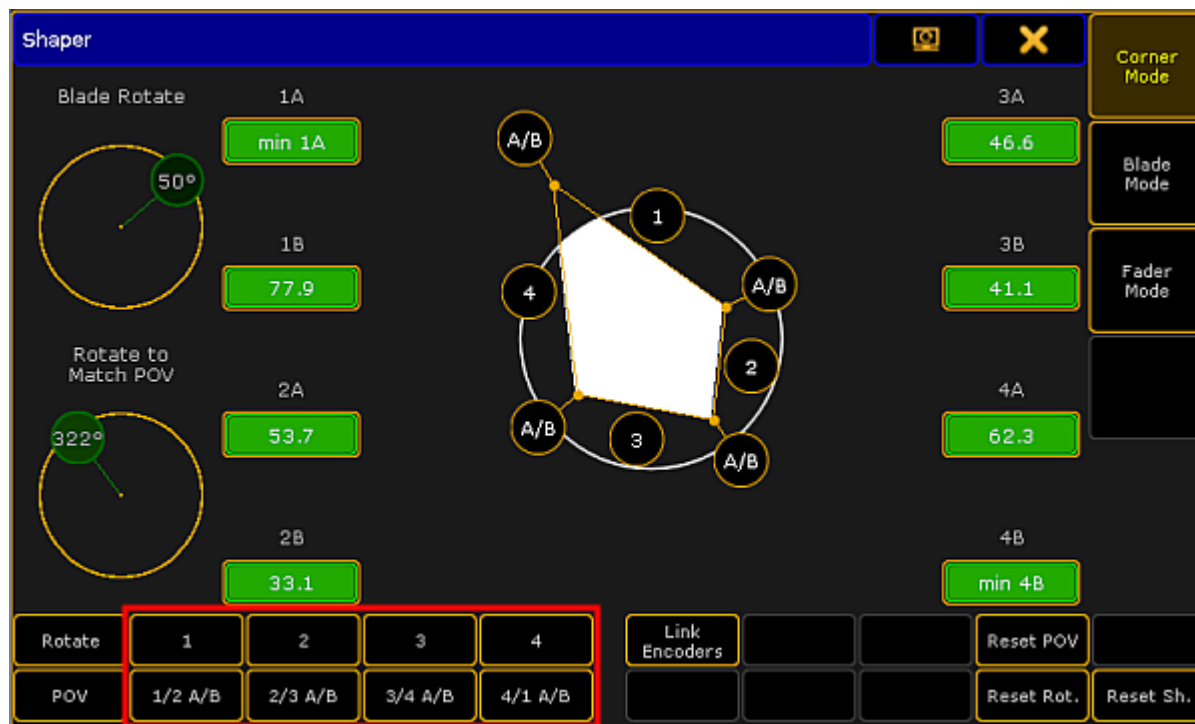 Shaper
Corner
Mode
Blade Rotate
1A
3A
min 1A
A/B
46.6
50°
Blade
Mode
1
1B
3B
77.9
4
A/B
41.1
Fader
Mode
Rotate to
Match POV
2
2A
4A
322°
53.7
A/B
3
A/B
62.3
2B
4B
33.1
min 4B
Rotate
1
2
3
4
Link
Encoders
Reset POV
POV
1/2 A/B
2/3 A/B
3/4 A/B
4/1 A/B
Reset Rot.
Reset Sh.